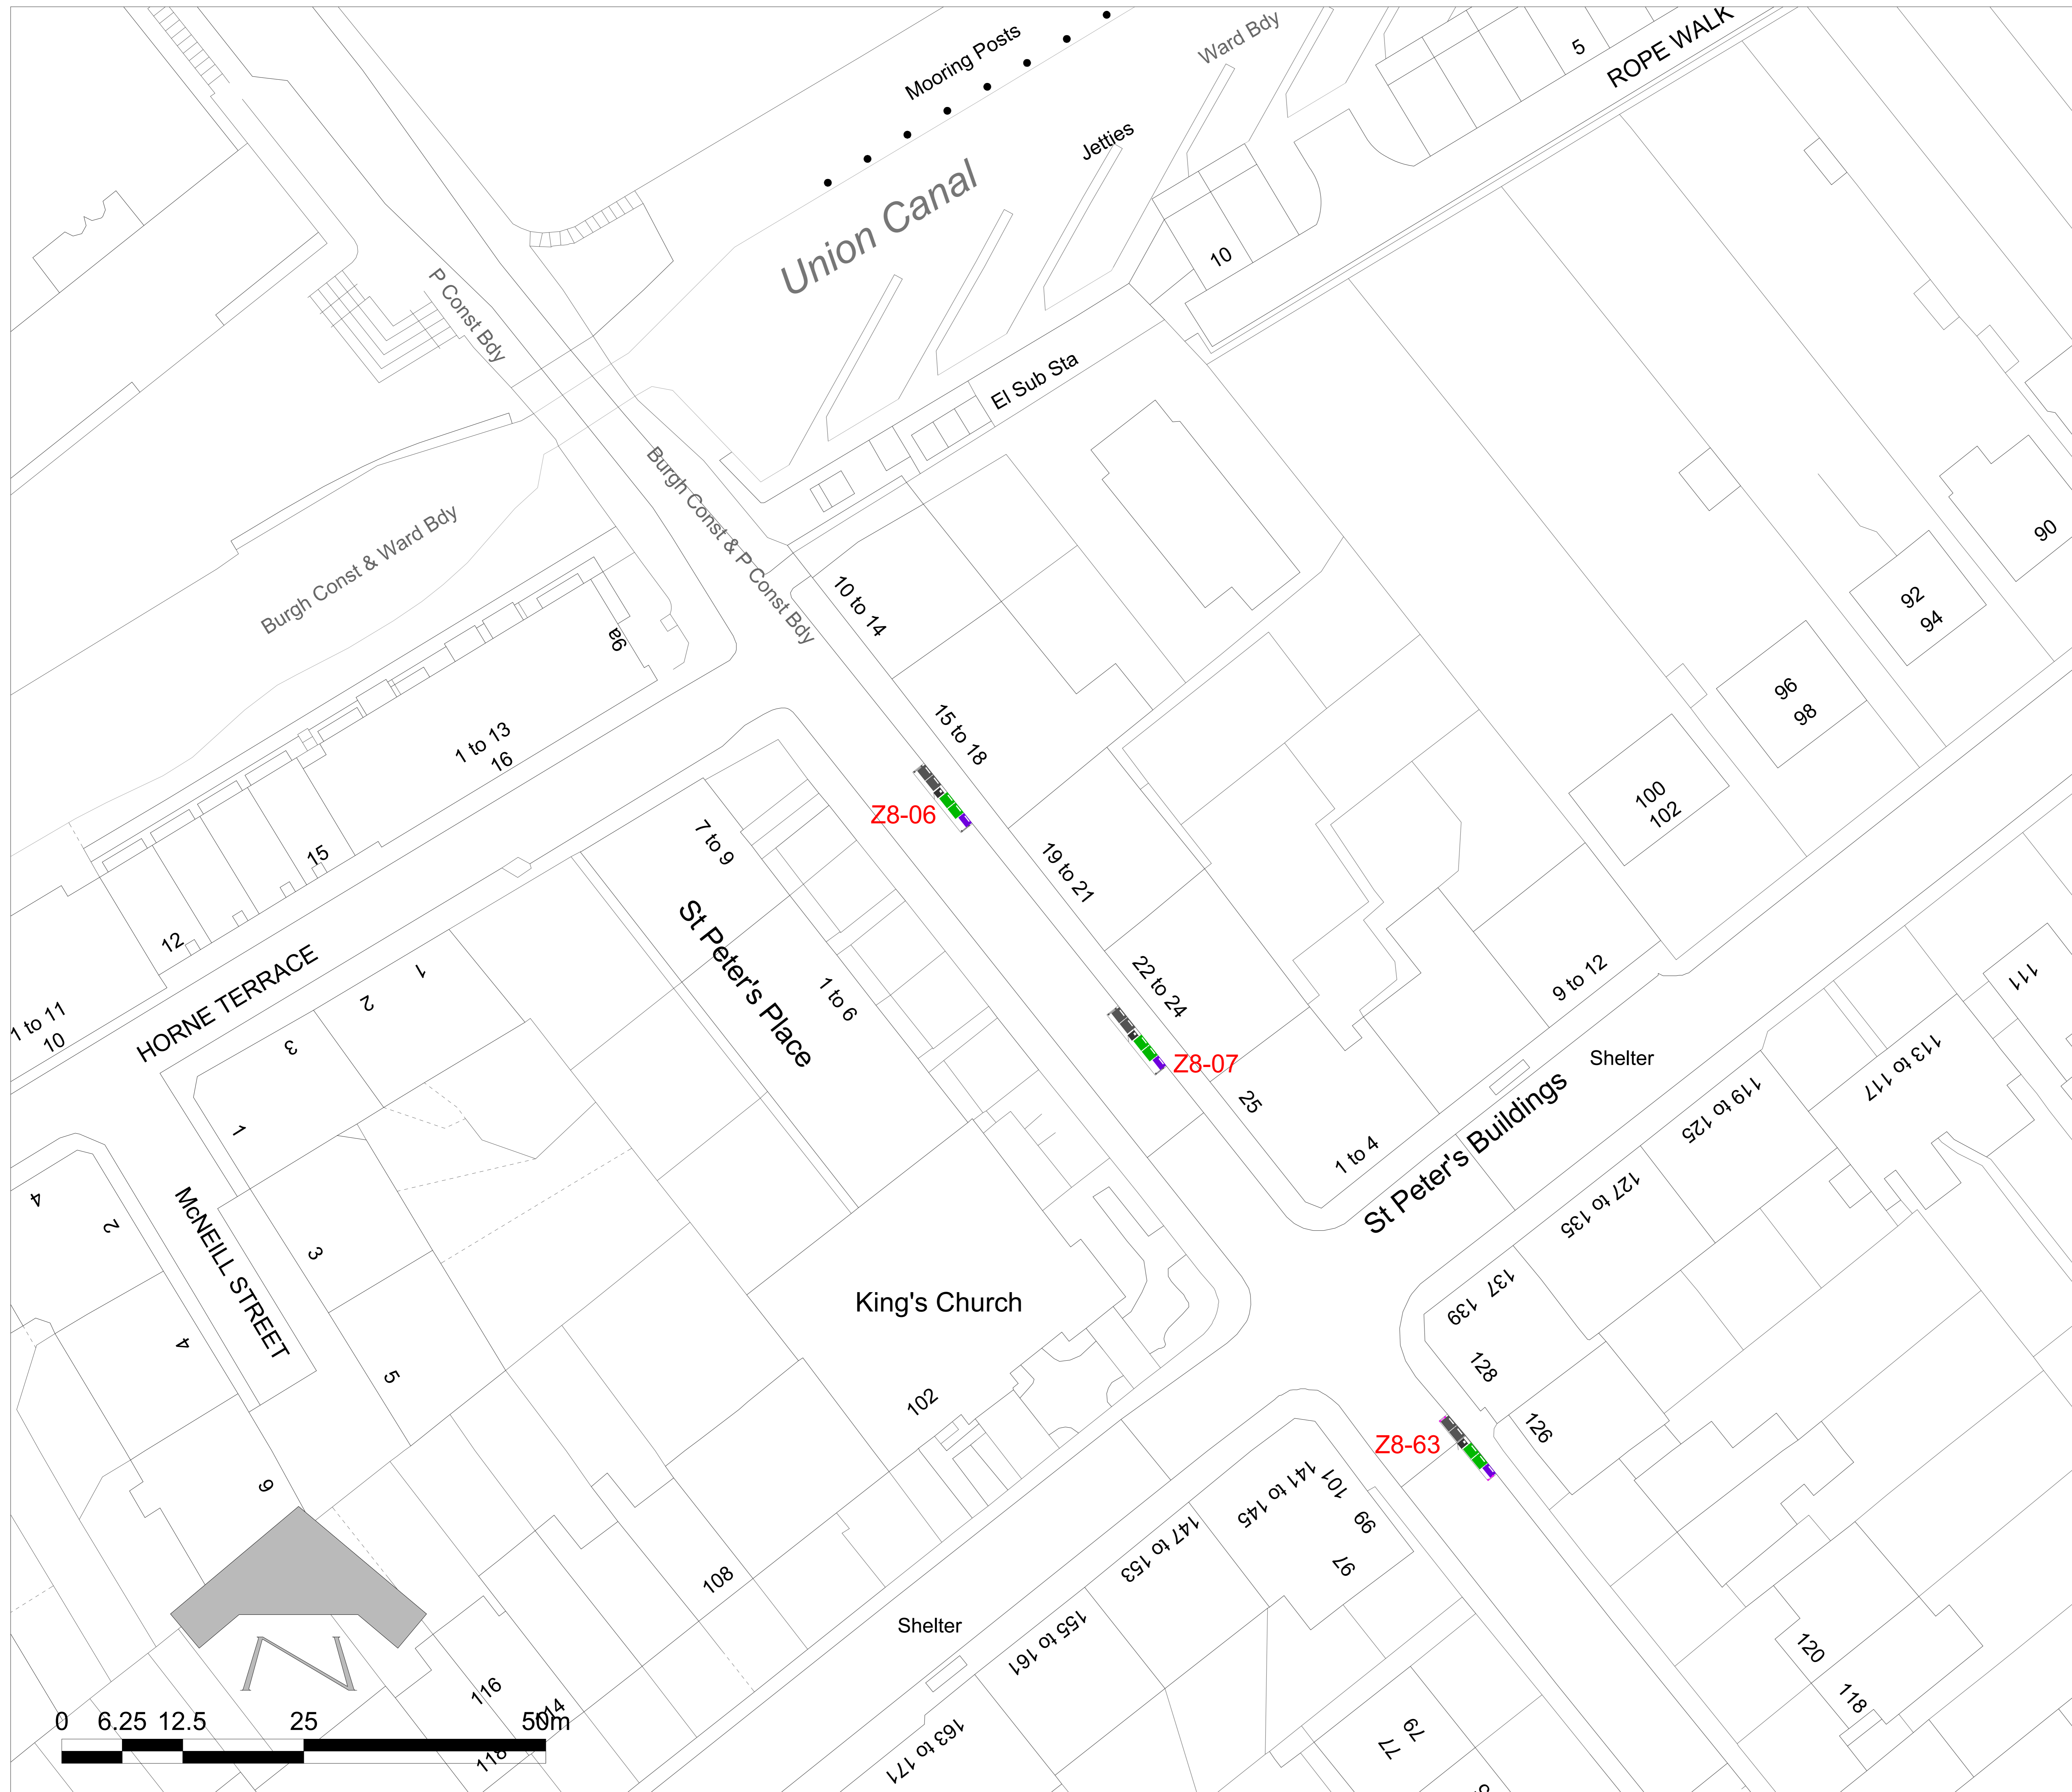 Mooring Posts
Ward Bdy
5
ROPE WALK
Jetties
Union Canal
10
P Const Bdy
El Sub Sta
Burgh Const & Ward Bdy
Burgh Const & P Const Bdy
90
92
94
10 to 14
9a
96
98
15 to 18
1 to 13
16
100
102
Z8-06
7 to 9
15
19 to 21
12
St Peter's Place
HORNE TERRACE
1
2
3
1 to 6
22 to 24
9 to 12
111
1 to 11
10
Z8-07
Shelter
113 to 117
25
119 to 125
1
1 to 4
St Peter's Buildings
127 to 135
4
2
McNEILL STREET
3
King's Church
137
139
4
5
128
102
126
Z8-63
9
101
141 to 145
99
147 to 153
97
108
Shelter
155 to 161
120
118
116
114
163 to 171
79
77
0 6.25 12.5 25 50m
118